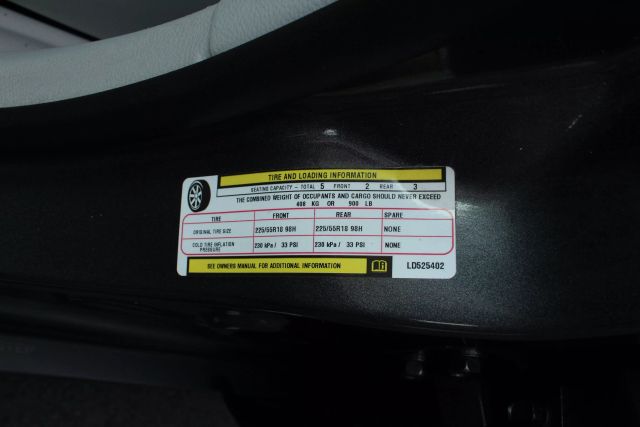 TIRE AND LOADING INFORMATION
SEATING CAPACITY - TOTAL 5 FRONT 2 REAR 3
THE COMBINED WEIGHT OF OCCUPANTS AND CARGO SHOULD NEVER EXCEED
408 KG OR 900 LB
TIRE FRONT REAR SPARE
ORIGINAL TIRE SIZE 225/55R18 98H 225/55R18 98H NONE
COLD TIRE INFLATION PRESSURE 230 kPa / 33 PSI 230 kPa / 33 PSI NONE
SEE OWNERS MANUAL FOR ADDITIONAL INFORMATION
LD525402